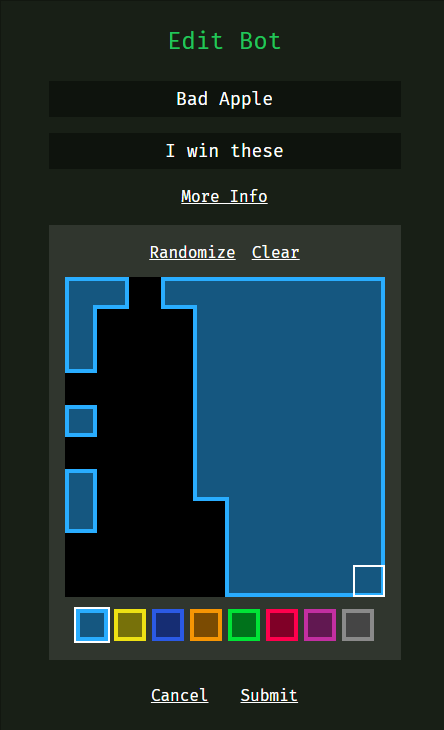 Edit Bot
Bad Apple
I win these
More Info
Randomize Clear
Cancel Submit